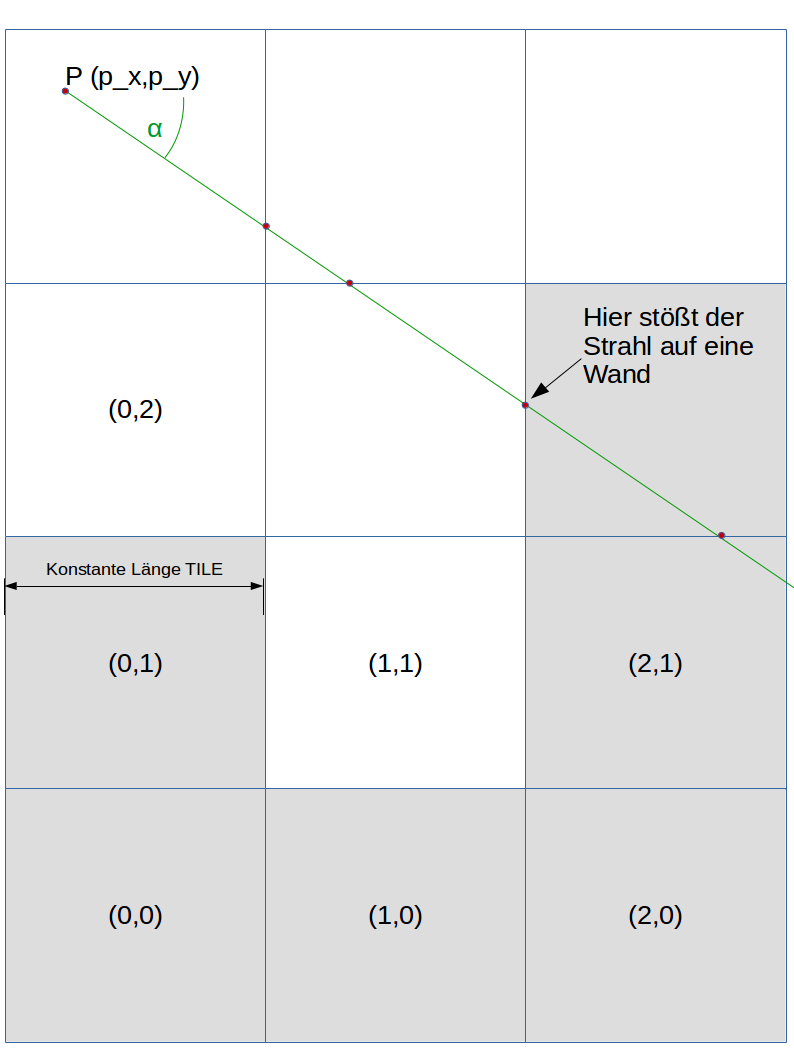 P (p_x,p_y)
α
Hier stößt der
Strahl auf eine
Wand
(0,2)
Konstante Länge TILE
(0,1)
(1,1)
(2,1)
(0,0)
(1,0)
(2,0)